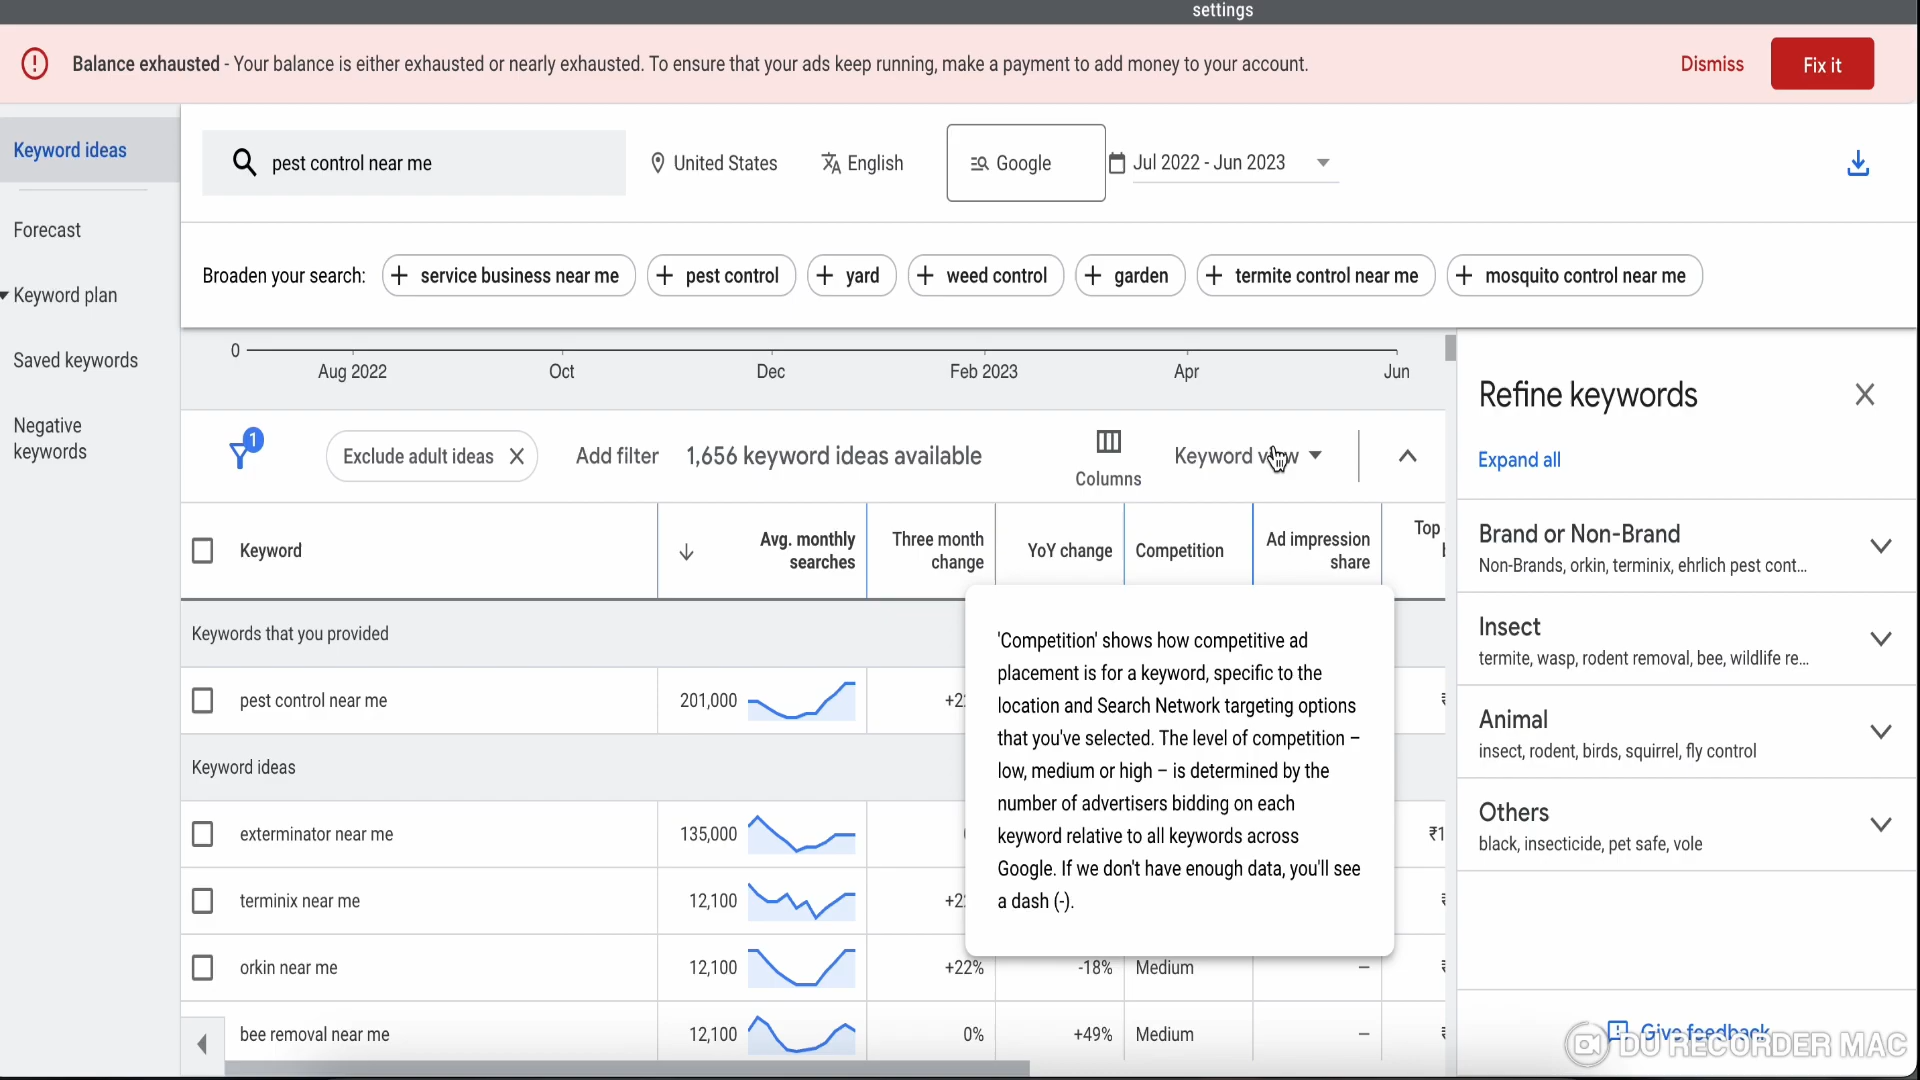 settings
Balance exhausted - Your balance is either exhausted or nearly exhausted. To ensure that your ads keep running, make a payment to add money to your account.
Dismiss
Fix it
Keyword ideas
Forecast
Keyword plan
Saved keywords
Negative
keywords
pest control near me
United States
English
Google
Jul 2022 - Jun 2023
Broaden your search:
service business near me
pest control
yard
weed control
garden
termite control near me
mosquito control near me
0
Aug 2022
Oct
Dec
Feb 2023
Apr
Jun
1
Exclude adult ideas
Add filter
1,656 keyword ideas available
Columns
Keyword view
Keyword
Avg. monthly
searches
Three month
change
YoY change
Competition
Ad impression
share
Top
Keywords that you provided
pest control near me
201,000
Keyword ideas
exterminator near me
135,000
₹1
terminix near me
12,100
orkin near me
12,100
+22%
-18%
Medium
–
bee removal near me
12,100
0%
+49%
Medium
–
'Competition' shows how competitive ad
placement is for a keyword, specific to the
location and Search Network targeting options
that you've selected. The level of competition –
low, medium or high – is determined by the
number of advertisers bidding on each
keyword relative to all keywords across
Google. If we don't have enough data, you'll see
a dash (-).
Refine keywords
Expand all
Brand or Non-Brand
Non-Brands, orkin, terminix, ehrlich pest cont...
Insect
termite, wasp, rodent removal, bee, wildlife re...
Animal
insect, rodent, birds, squirrel, fly control
Others
black, insecticide, pet safe, vole
Give feedback
DU RECORDER MAC